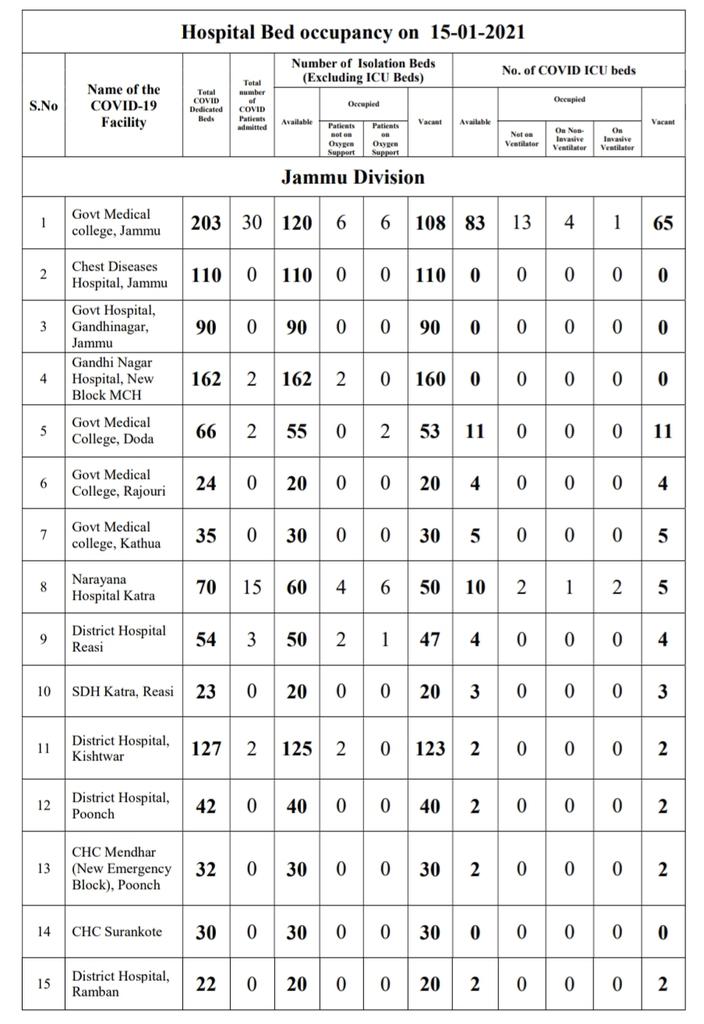 Hospital Bed occupancy on 15-01-2021
S.No
Name of the
COVID-19
Facility
Total
COVID
Dedicated
Beds
Total
number
of
COVID
Patients
admitted
Number of Isolation Beds
(Excluding ICU Beds)
No. of COVID ICU beds
Available
Occupied
Vacant
Available
Occupied
Vacant
Patients
not on
Oxygen
Support
Patients
on
Oxygen
Support
Not on
Ventilator
On Non-
Invasive
Ventilator
On
Invasive
Ventilator
Jammu Division
1 Govt Medical
college, Jammu 203 30 120 6 6 108 83 13 4 1 65
2 Chest Diseases
Hospital, Jammu 110 0 110 0 0 110 0 0 0 0 0
3 Govt Hospital,
Gandhinagar,
Jammu 90 0 90 0 0 90 0 0 0 0 0
4 Gandhi Nagar
Hospital, New
Block MCH 162 2 162 2 0 160 0 0 0 0 0
5 Govt Medical
College, Doda 66 2 55 0 2 53 11 0 0 0 11
6 Govt Medical
College, Rajouri 24 0 20 0 0 20 4 0 0 0 4
7 Govt Medical
college, Kathua 35 0 30 0 0 30 5 0 0 0 5
8 Narayana
Hospital Katra 70 15 60 4 6 50 10 2 1 2 5
9 District Hospital
Reasi 54 3 50 2 1 47 4 0 0 0 4
10 SDH Katra, Reasi 23 0 20 0 0 20 3 0 0 0 3
11 District Hospital,
Kishtwar 127 2 125 2 0 123 2 0 0 0 2
12 District Hospital,
Poonch 42 0 40 0 0 40 2 0 0 0 2
13 CHC Mendhar
(New Emergency
Block), Poonch 32 0 30 0 0 30 2 0 0 0 2
14 CHC Surankote 30 0 30 0 0 30 0 0 0 0 0
15 District Hospital,
Ramban 22 0 20 0 0 20 2 0 0 0 2